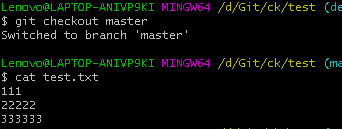 Lenovo@LAPTOP-ANIVP9KI MINGW64 /d/Git/ck/test (de
$ git checkout master
Switched to branch 'master'
Lenovo@LAPTOP-ANIVP9KI MINGW64 /d/Git/ck/test (ma
$ cat test.txt
111
22222
333333